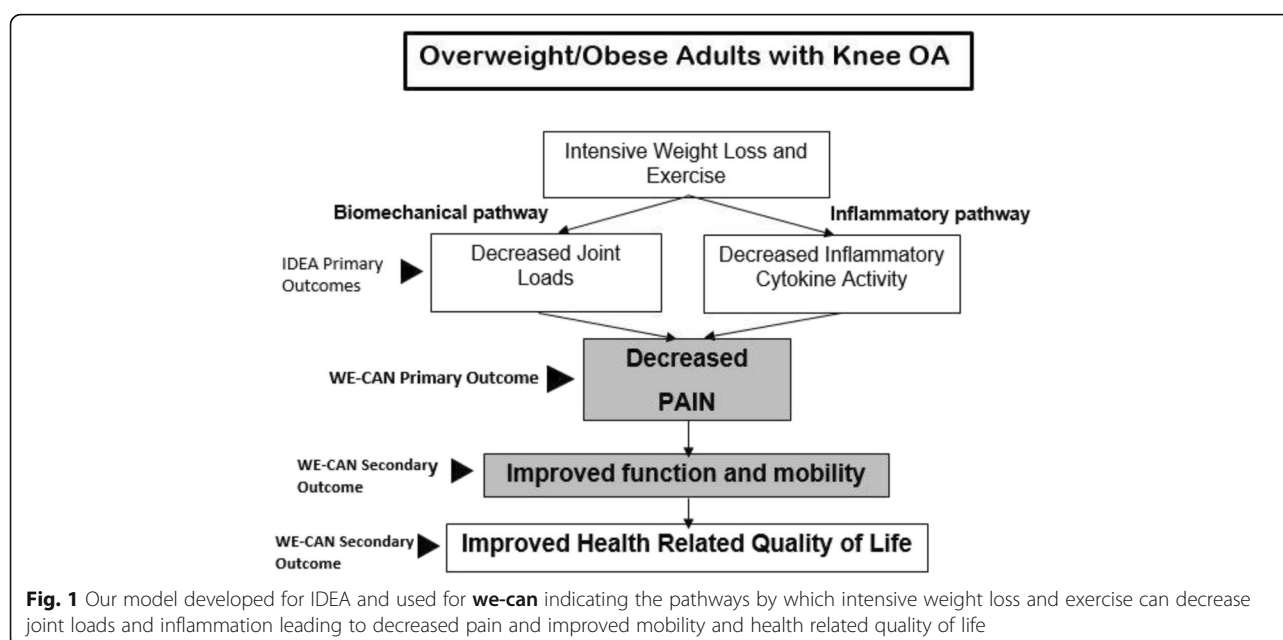 Overweight/Obese Adults with Knee OA
Intensive Weight Loss and
Exercise
Biomechanical pathway
Inflammatory pathway
IDEA Primary
Outcomes
Decreased Joint
Loads
Decreased Inflammatory
Cytokine Activity
WE-CAN Primary Outcome
Decreased
PAIN
WE-CAN Secondary
Outcome
Improved function and mobility
WE-CAN Secondary
Outcome
Improved Health Related Quality of Life
Fig. 1 Our model developed for IDEA and used for we-can indicating the pathways by which intensive weight loss and exercise can decrease
joint loads and inflammation leading to decreased pain and improved mobility and health related quality of life